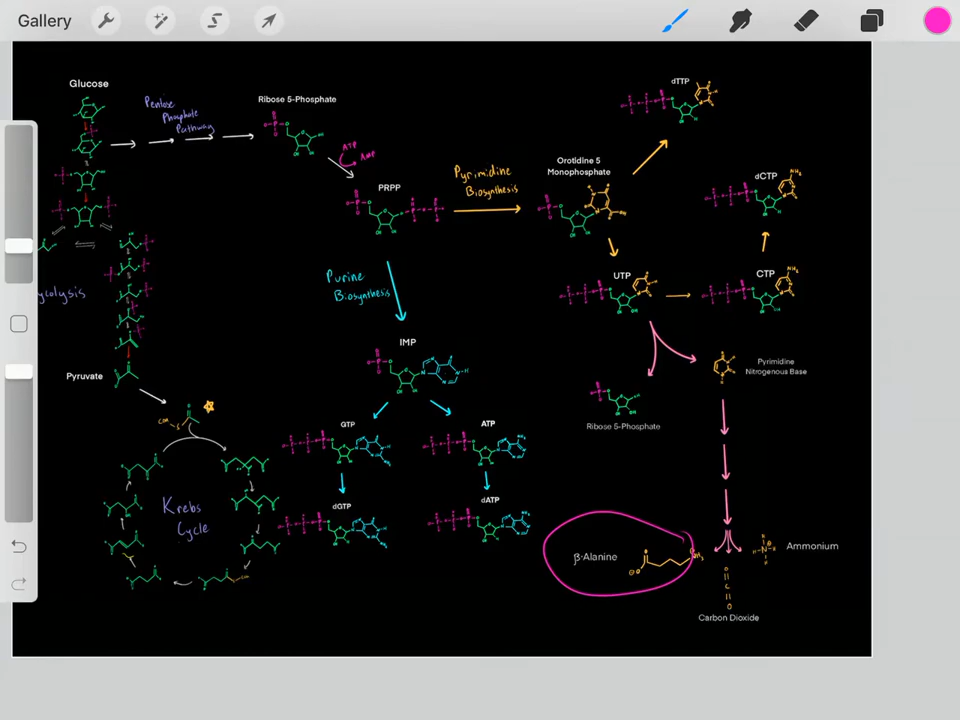 Gallery
Glucose
Pentose
Phosphate
Pathway
Ribose 5-Phosphate
ATP
AMP
PRPP
Pyrimidine
Biosynthesis
Orotidine 5
Monophosphate
dTTP
dCTP
UTP
CTP
ycolysis
Purine
Biosynthesis
IMP
Pyrimidine
Nitrogenous Base
Pyruvate
Ribose 5-Phosphate
GTP
ATP
Krebs
Cycle
dGTP
dATP
β-Alanine
Ammonium
Carbon Dioxide